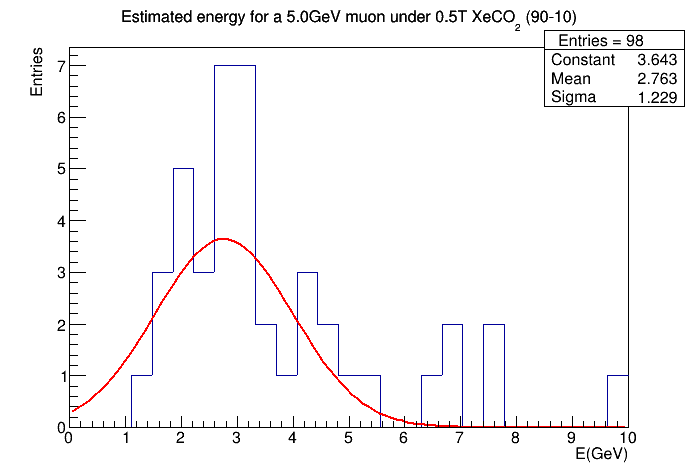 Estimated energy for a 5.0GeV muon under 0.5T XeCO2 (90-10)
Entries = 98
Constant 3.643
Mean 2.763
Sigma 1.229
Entries
7
6
5
4
3
2
1
0
0 1 2 3 4 5 6 7 8 9 10
E(GeV)